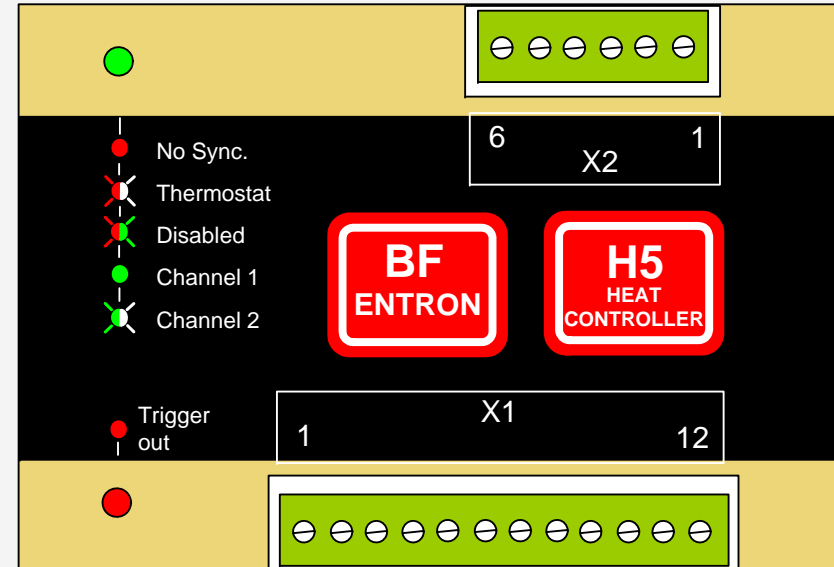 6 1
X2
No Sync.
Thermostat
Disabled
Channel 1
Channel 2
BF
ENTRON
H5
HEAT
CONTROLLER
Trigger
out
X1
1 12